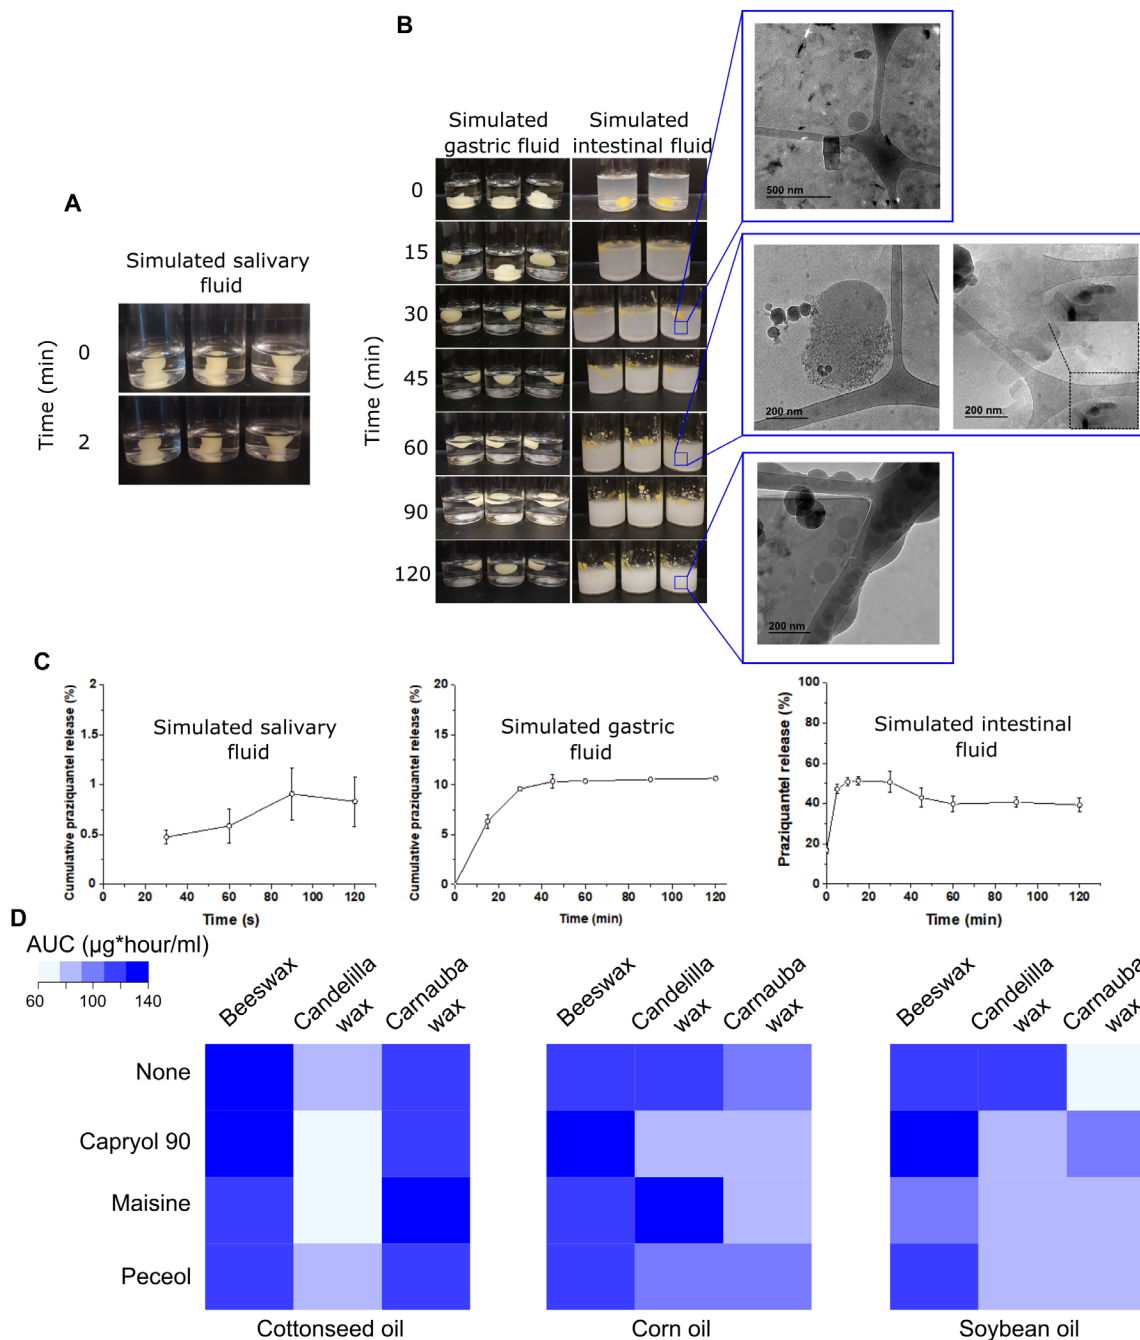 A
Simulated salivary
fluid
Time (min)
0
2
B
Simulated
gastric fluid
Simulated
intestinal fluid
Time (min)
0
15
30
45
60
90
120
500 nm
200 nm
200 nm
200 nm
C
Cumulative praziquantel release (%)
2
1.5
1
0.5
0
Simulated salivary
fluid
0 20 40 60 80 100 120
Time (s)
Cumulative praziquantel release (%)
20
15
10
5
0
Simulated gastric
fluid
0 20 40 60 80 100 120
Time (min)
Praziquantel release (%)
100
80
60
40
20
0
Simulated intestinal
fluid
0 20 40 60 80 100 120
Time (min)
D
AUC (µg*hour/ml)
60 100 140
Beeswax
Candelilla
wax
Carnauba
wax
Beeswax
Candelilla
wax
Carnauba
wax
Beeswax
Candelilla
wax
Carnauba
wax
None
Capryol 90
Maisine
Peceol
Cottonseed oil
Corn oil
Soybean oil